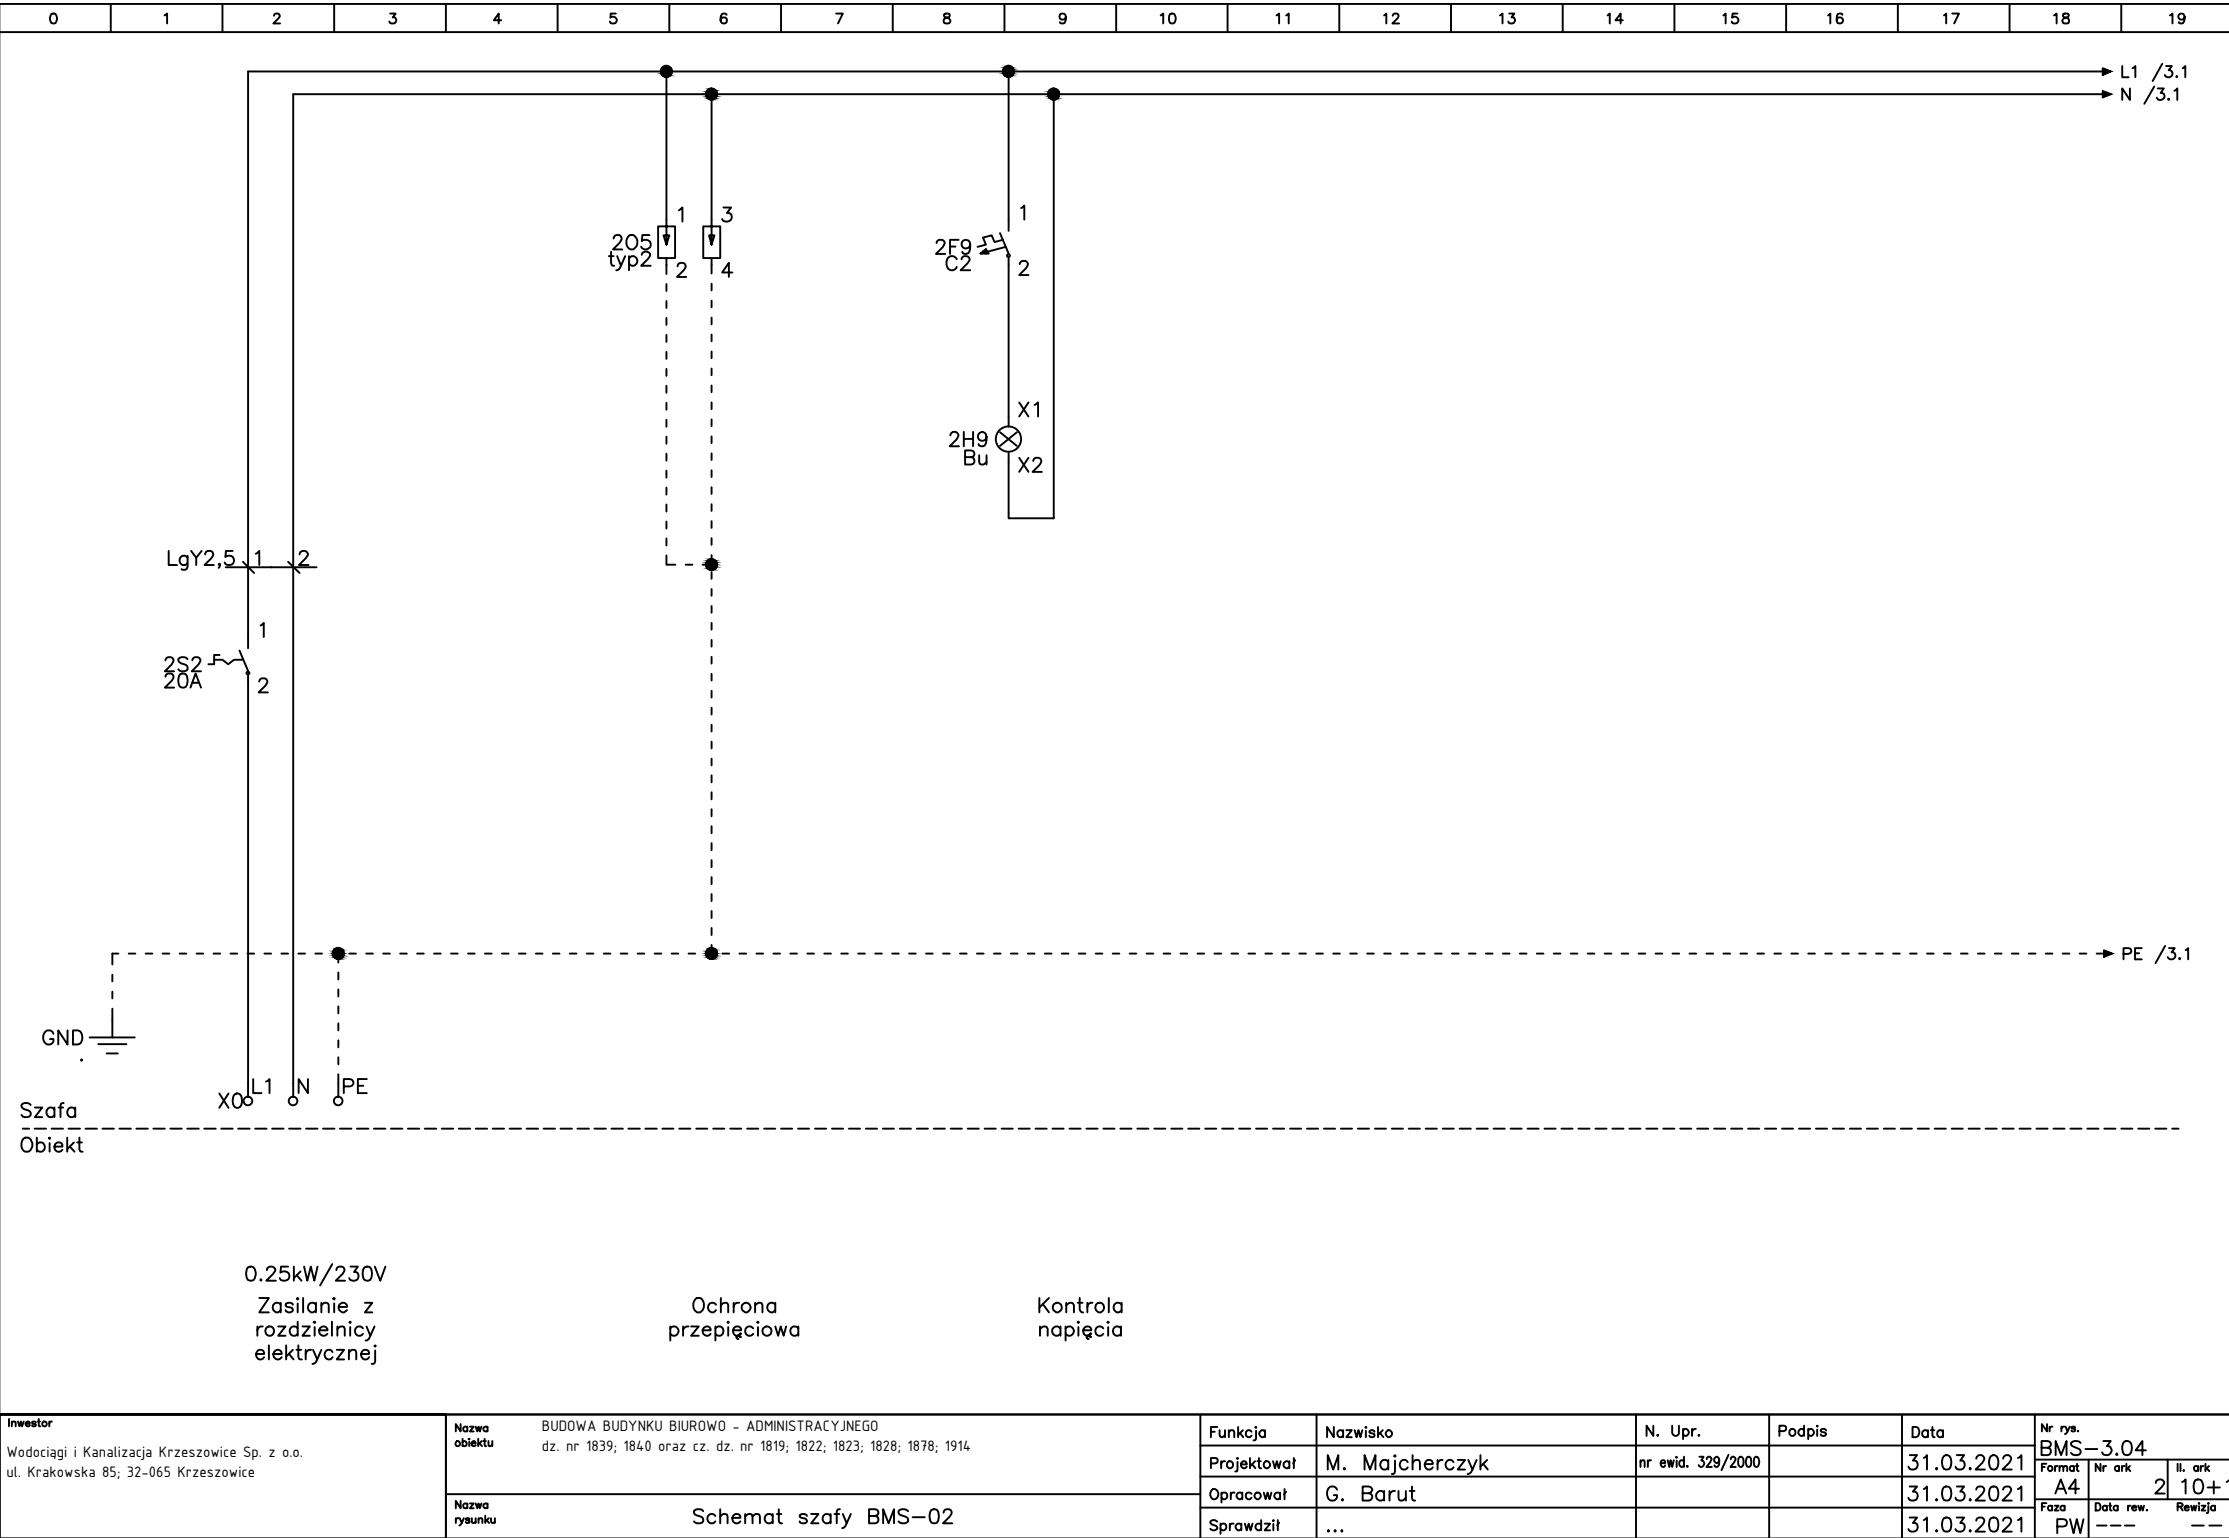 0 1 2 3 4 5 6 7 8 9 10 11 12 13 14 15 16 17 18 19
L1 /3.1
N /3.1
1 3
2O5
typ2
2 4
1
2F9
C2
2
X1
2H9
Bu
X2
LgY2,5 1 2
1
2S2
20A
2
PE /3.1
GND
.
X0 L1 N PE
Szafa
Obiekt
0.25kW/230V
Zasilanie z
rozdzielnicy
elektrycznej
Ochrona
przepięciowa
Kontrola
napięcia
Inwestor
Wodociągi i Kanalizacja Krzeszowice Sp. z o.o.
ul. Krakowska 85; 32-065 Krzeszowice
Nazwa
obiektu
BUDOWA BUDYNKU BIUROWO - ADMINISTRACYJNEGO
dz. nr 1839; 1840 oraz cz. dz. nr 1819; 1822; 1823; 1828; 1878; 1914
Nazwa
rysunku
Schemat szafy BMS-02
Funkcja Nazwisko N. Upr. Podpis Data
Projektował M. Majcherczyk nr ewid. 329/2000 31.03.2021
Opracował G. Barut 31.03.2021
Sprawdził ... 31.03.2021
Nr rys.
BMS-3.04
Format Nr ark Il. ark
A4 2 10+1
Faza Data rew. Rewizja
PW --- --